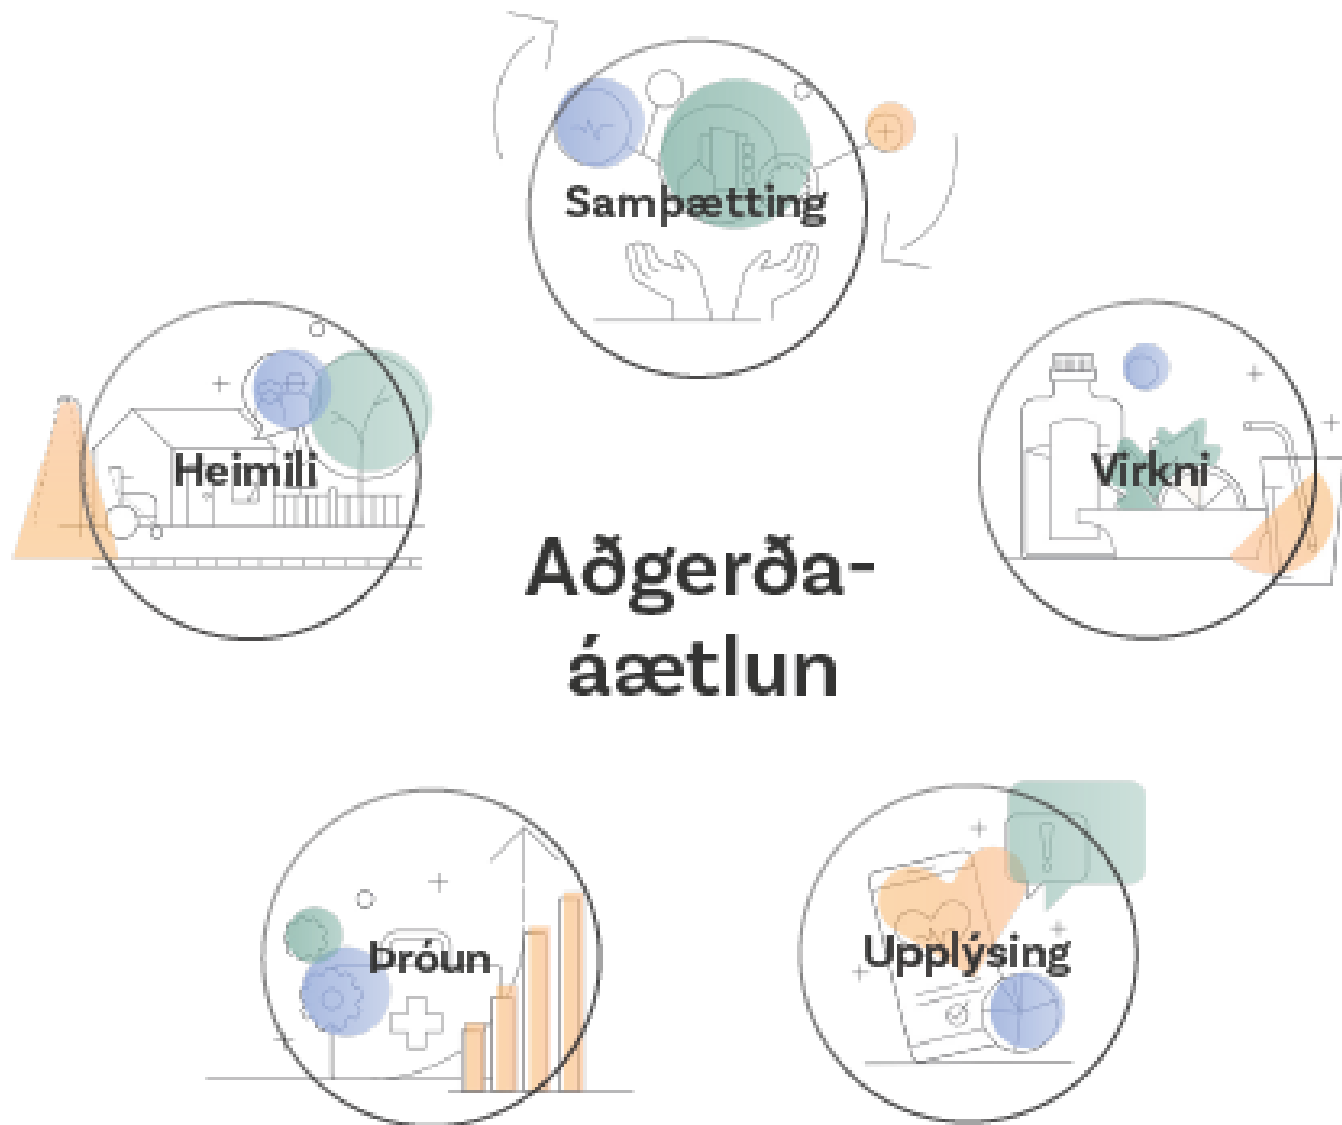 Samþætting
Heimili
Virkni
Aðgerða-
áætlun
Þróun
Upplýsing